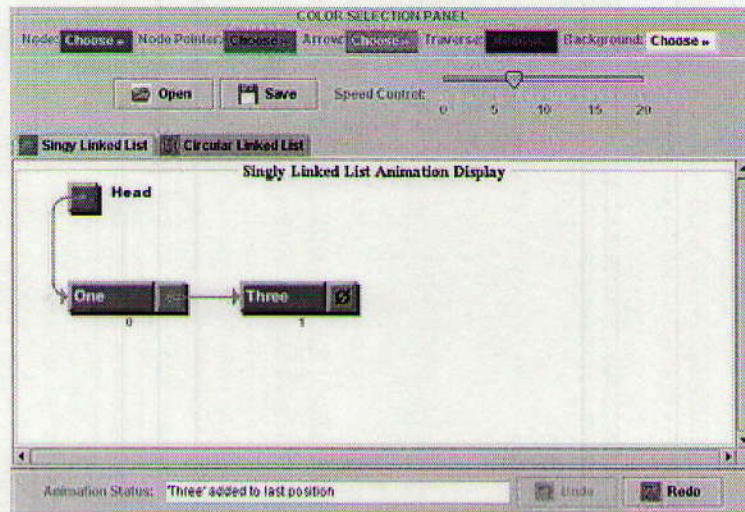 COLOR SELECTION PANEL
Node: Choose » Node Pointer: Choose » Arrow: Choose » Traverse: Background: Choose »
Open Save Speed Control:
0 5 10 15 20
Singy Linked List Circular Linked List
Singly Linked List Animation Display
Head
One Three
0 1
Animation Status: 'Three' added to last position Undo Redo